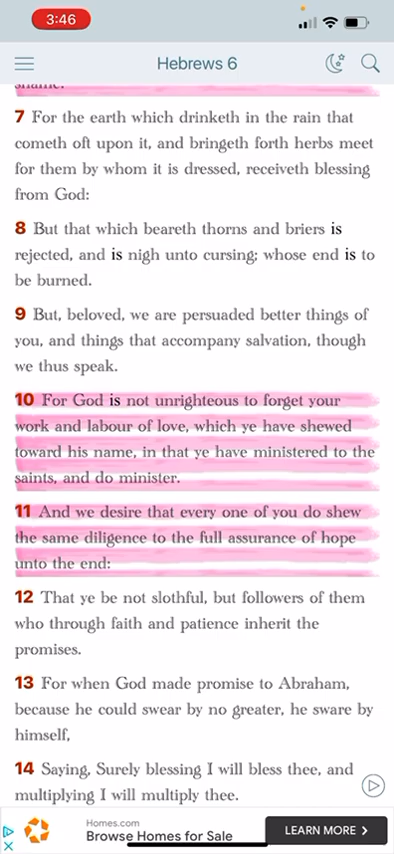 3:46
Hebrews 6
shame.
7 For the earth which drinketh in the rain that
cometh oft upon it, and bringeth forth herbs meet
for them by whom it is dressed, receiveth blessing
from God:
8 But that which beareth thorns and briers is
rejected, and is nigh unto cursing; whose end is to
be burned.
9 But, beloved, we are persuaded better things of
you, and things that accompany salvation, though
we thus speak.
10 For God is not unrighteous to forget your
work and labour of love, which ye have shewed
toward his name, in that ye have ministered to the
saints, and do minister.
11 And we desire that every one of you do shew
the same diligence to the full assurance of hope
unto the end:
12 That ye be not slothful, but followers of them
who through faith and patience inherit the
promises.
13 For when God made promise to Abraham,
because he could swear by no greater, he sware by
himself,
14 Saying, Surely blessing I will bless thee, and
multiplying I will multiply thee.
Homes.com
Browse Homes for Sale
LEARN MORE >